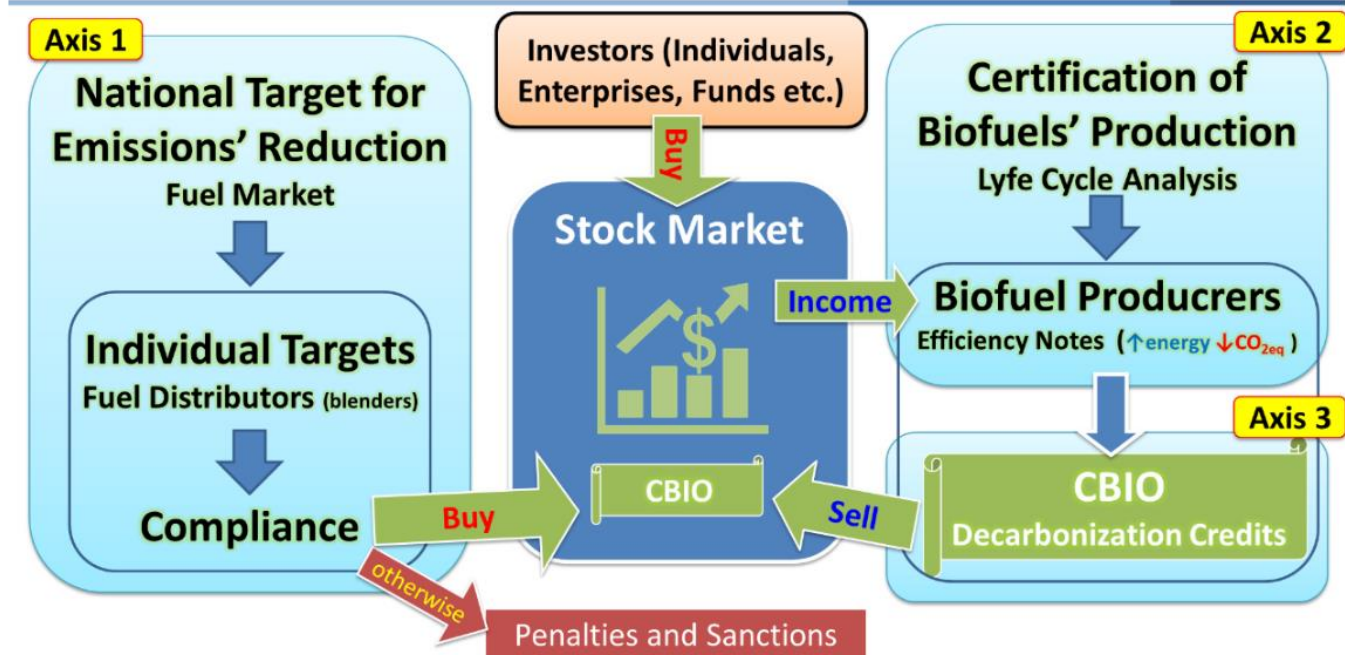 Axis 1
National Target for
Emissions’ Reduction
Fuel Market
Individual Targets
Fuel Distributors (blenders)
Compliance
Buy
otherwise
Penalties and Sanctions
Investors (Individuals,
Enterprises, Funds etc.)
Buy
Stock Market
$
CBIO
Income
Sell
Axis 2
Certification of
Biofuels’ Production
Lyfe Cycle Analysis
Biofuel Producrers
Efficiency Notes (↑energy ↓CO2eq )
Axis 3
CBIO
Decarbonization Credits